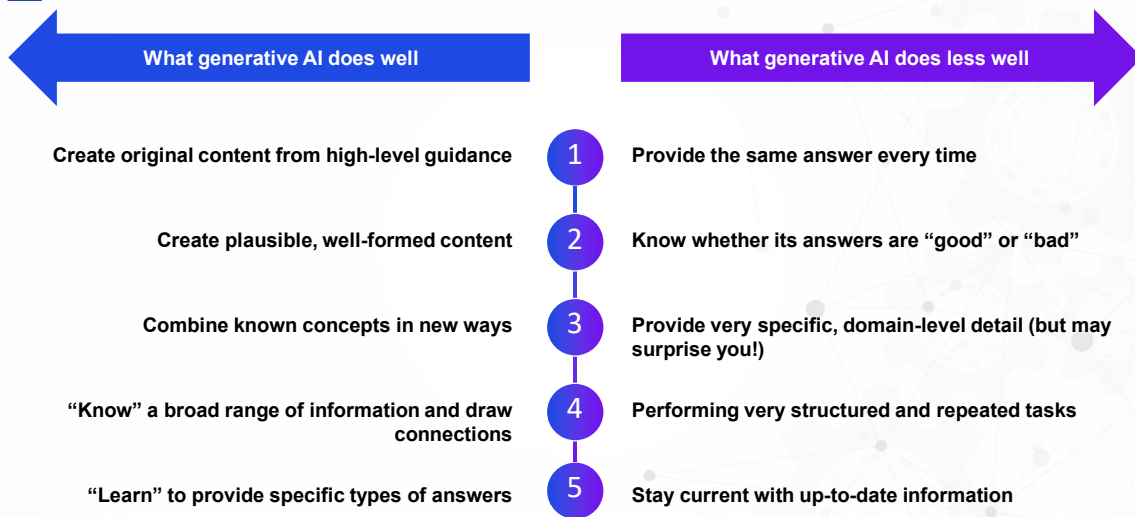 What generative AI does well
What generative AI does less well
Create original content from high-level guidance
1
Provide the same answer every time
Create plausible, well-formed content
2
Know whether its answers are “good” or “bad”
Combine known concepts in new ways
3
Provide very specific, domain-level detail (but may
surprise you!)
“Know” a broad range of information and draw
connections
4
Performing very structured and repeated tasks
“Learn” to provide specific types of answers
5
Stay current with up-to-date information